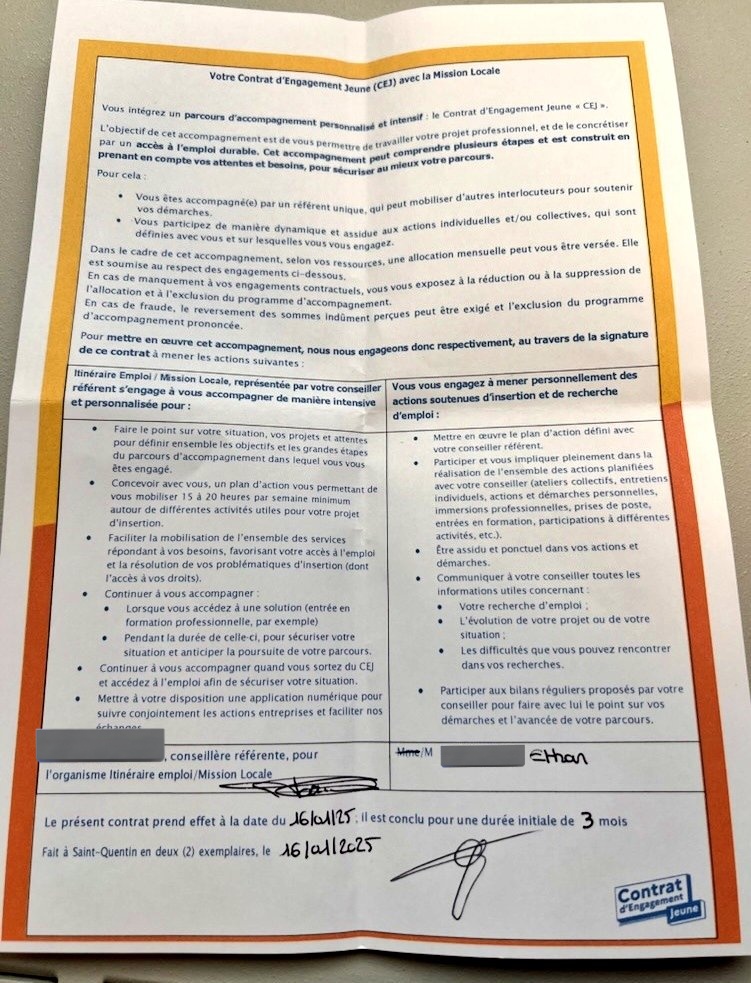 Votre Contrat d'Engagement Jeune (CEJ) avec la Mission Locale
Vous intégrez un parcours d'accompagnement personnalisé et intensif : le Contrat d'Engagement Jeune « CEJ ».
L'objectif de cet accompagnement est de vous permettre de travailler votre projet professionnel, et de le concrétiser
par un accès à l'emploi durable. Cet accompagnement peut comprendre plusieurs étapes et est construit en
prenant en compte vos attentes et besoins, pour sécuriser au mieux votre parcours.
Pour cela :
• Vous êtes accompagné(e) par un référent unique, qui peut mobiliser d'autres interlocuteurs pour soutenir
vos démarches.
• Vous participez de manière dynamique et assidue aux actions individuelles et/ou collectives, qui sont
définies avec vous et sur lesquelles vous vous engagez.
Dans le cadre de cet accompagnement, selon vos ressources, une allocation mensuelle peut vous être versée. Elle
est soumise au respect des engagements ci-dessous.
En cas de manquement à vos engagements contractuels, vous vous exposez à la réduction ou à la suppression de
l'allocation et à l'exclusion du programme d'accompagnement.
En cas de fraude, le reversement des sommes indûment perçues peut être exigé et l'exclusion du programme
d'accompagnement prononcée.
Pour mettre en œuvre cet accompagnement, nous nous engageons donc respectivement, au travers de la signature
de ce contrat à mener les actions suivantes :
Itinéraire Emploi / Mission Locale, représentée par votre conseiller
référent s'engage à vous accompagner de manière intensive
et personnalisée pour :
• Faire le point sur votre situation, vos projets et attentes
pour définir ensemble les objectifs et les grandes étapes
du parcours d'accompagnement dans lequel vous vous
êtes engagé.
• Concevoir avec vous, un plan d'action vous permettant de
vous mobiliser 15 à 20 heures par semaine minimum
autour de différentes activités utiles pour votre projet
d'insertion.
• Faciliter la mobilisation de l'ensemble des services
répondant à vos besoins, favorisant votre accès à l'emploi
et la résolution de vos problématiques d'insertion (dont
l'accès à vos droits).
• Continuer à vous accompagner :
• Lorsque vous accédez à une solution (entrée en
formation professionnelle, par exemple)
• Pendant la durée de celle-ci, pour sécuriser votre
situation et anticiper la poursuite de votre parcours.
• Continuer à vous accompagner quand vous sortez du CEJ
et accédez à l'emploi afin de sécuriser votre situation.
• Mettre à votre disposition une application numérique pour
suivre conjointement les actions entreprises et faciliter nos
échanges
Vous vous engagez à mener personnellement des
actions soutenues d'insertion et de recherche
d'emploi :
• Mettre en œuvre le plan d'action défini avec
votre conseiller référent.
• Participer et vous impliquer pleinement dans la
réalisation de l'ensemble des actions planifiées
avec votre conseiller (ateliers collectifs, entretiens
individuels, actions et démarches personnelles,
immersions professionnelles, prises de poste,
entrées en formation, participations à différentes
activités, etc.).
• Être assidu et ponctuel dans vos actions et
démarches.
• Communiquer à votre conseiller toutes les
informations utiles concernant :
• Votre recherche d'emploi ;
• L'évolution de votre projet ou de votre
situation ;
• Les difficultés que vous pouvez rencontrer
dans vos recherches.
• Participer aux bilans réguliers proposés par votre
conseiller pour faire avec lui le point sur vos
démarches et l'avancée de votre parcours.
, conseillère référente, pour
l'organisme Itinéraire emploi/Mission Locale
Mme/M Ethan
Le présent contrat prend effet à la date du 16/01/25 ; il est conclu pour une durée initiale de 3 mois
Fait à Saint-Quentin en deux (2) exemplaires, le 16/01/2025
Contrat
d'Engagement
Jeune